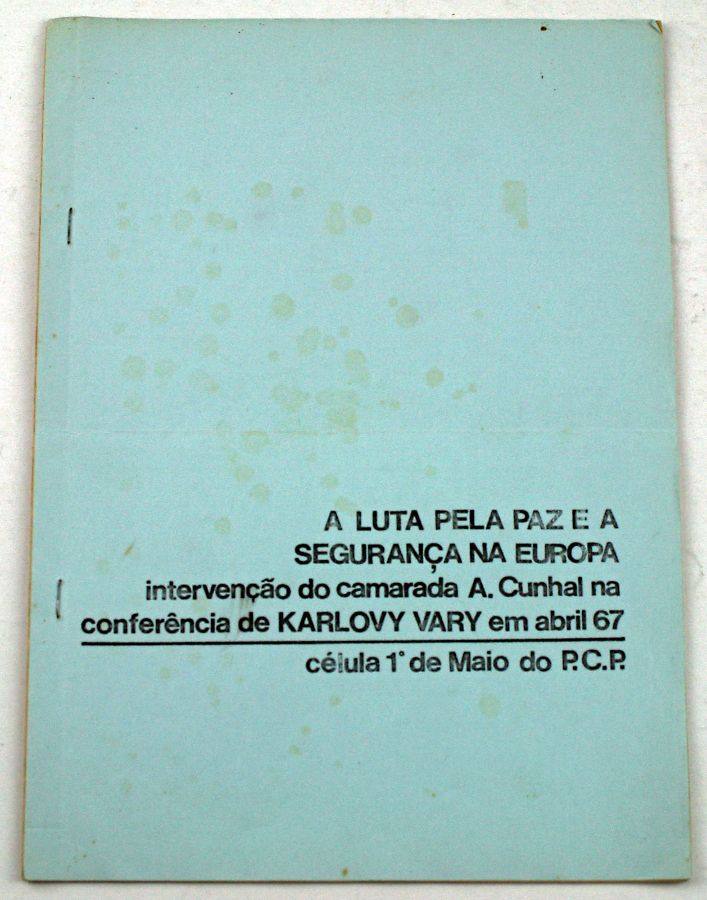 A LUTA PELA PAZ E A
SEGURANÇA NA EUROPA
intervenção do camarada A. Cunhal na
conferência de KARLOVY VARY em abril 67
célula 1° de Maio do P.C.P.